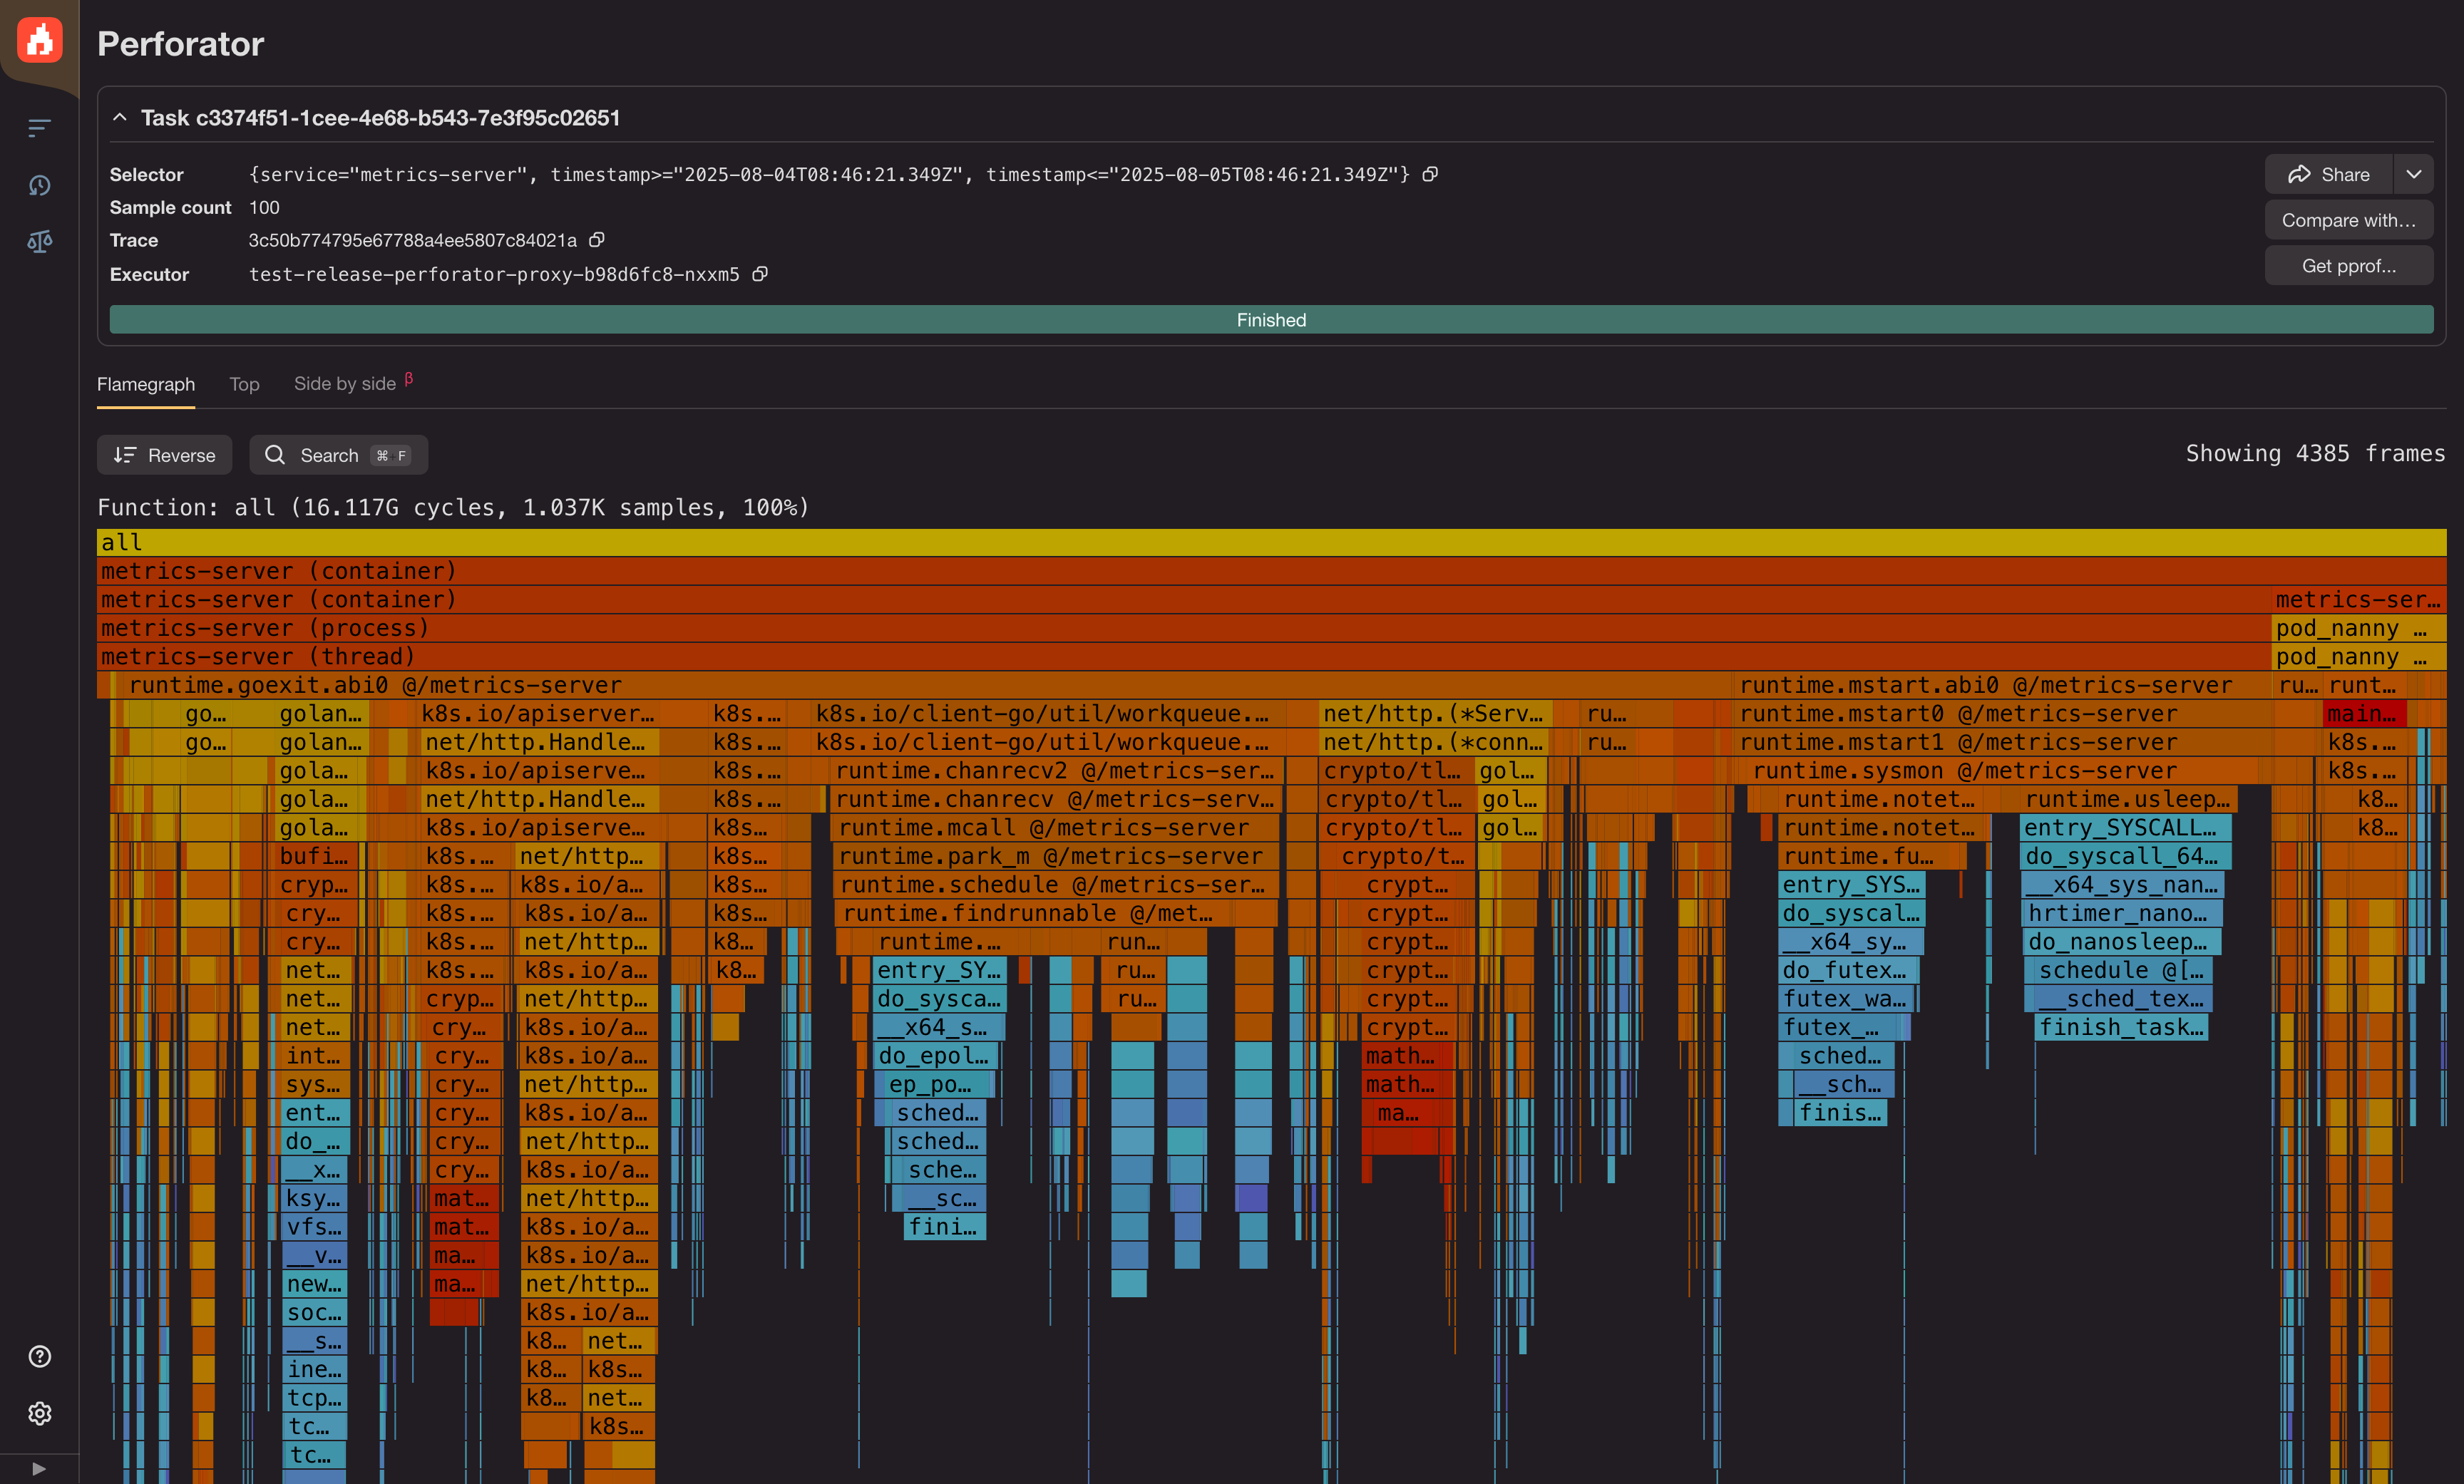 Perforator
Task c3374f51-1cee-4e68-b543-7e3f95c02651
Selector {service="metrics-server", timestamp>="2025-08-04T08:46:21.349Z", timestamp<="2025-08-05T08:46:21.349Z"}
Share
Sample count 100
Compare with...
Trace 3c50b774795e67788a4ee5807c84021a
Executor test-release-perforator-proxy-b98d6fc8-nxxm5
Get pprof...
Finished
Flamegraph Top Side by side β
Reverse Search ⌘ F Showing 4385 frames
Function: all (16.117G cycles, 1.037K samples, 100%)
all
metrics-server (container)
metrics-server (container) metrics-ser…
metrics-server (process) pod_nanny …
metrics-server (thread) pod_nanny …
runtime.goexit.abi0 @/metrics-server runtime.mstart.abi0 @/metrics-server ru… runt…
go… golan… k8s.io/apiserver… k8s.… k8s.io/client-go/util/workqueue.… net/http.(*Serv… ru… runtime.mstart0 @/metrics-server main…
go… golan… net/http.Handle… k8s.… k8s.io/client-go/util/workqueue.… net/http.(*conn… ru… runtime.mstart1 @/metrics-server k8s.…
gola… k8s.io/apiserve… k8s.… runtime.chanrecv2 @/metrics-ser… crypto/tl… gol… runtime.sysmon @/metrics-server k8s.…
gola… net/http.Handle… k8s.… runtime.chanrecv @/metrics-serv… crypto/tl… gol… runtime.notet… runtime.usleep… k8…
gola… k8s.io/apiserve… k8s… runtime.mcall @/metrics-server crypto/tl… gol… runtime.notet… entry_SYSCALL… k8…
bufi… k8s.… net/http… k8s… runtime.park_m @/metrics-server crypto/t… runtime.fu… do_syscall_64…
cryp… k8s.… k8s.io/a… k8s… runtime.schedule @/metrics-ser… crypt… entry_SYS… __x64_sys_nan…
cry… k8s.… k8s.io/a… k8s… runtime.findrunnable @/met… crypt… do_syscal… hrtimer_nano…
cry… k8s.… net/http… k8… runtime.… run… crypt… __x64_sy… do_nanosleep…
net… k8s.… k8s.io/a… k8… entry_SY… ru… crypt… do_futex… schedule @[…
net… cryp… net/http… do_sysca… ru… crypt… futex_wa… __sched_tex…
net… cry… k8s.io/a… __x64_s… crypt… futex_… finish_task…
int… cry… k8s.io/a… do_epol… math… sched…
sys… cry… net/http… ep_po… math… __sch…
ent… cry… k8s.io/a… sched… ma… finis…
do_… cry… net/http… sched…
__x… cry… k8s.io/a… sche…
ksy… mat… net/http… __sc…
vfs… mat… k8s.io/a… fini…
__v… ma… k8s.io/a…
new… ma… net/http…
soc… k8s.io/a…
__s… k8… net…
ine… k8… k8s…
tcp… k8… net…
tc… k8s…
tc…